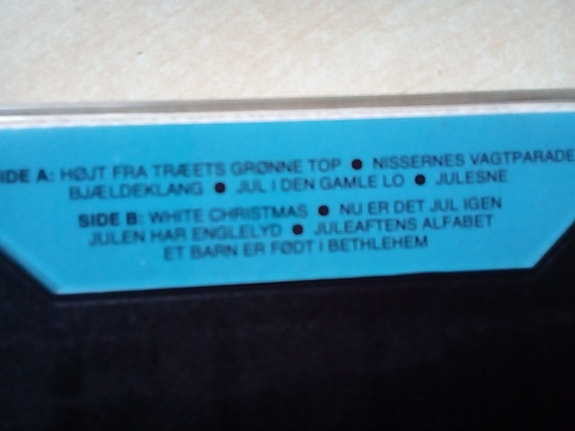 IDE A: HØJT FRA TRÆETS GRØNNE TOP ● NISSERNES VAGTPARADE
BJÆLDEKLANG ● JUL I DEN GAMLE LO ● JULESNE
SIDE B: WHITE CHRISTMAS ● NU ER DET JUL IGEN
JULEN HAR ENGLELYD ● JULEAFTENS ALFABET
ET BARN ER FØDT I BETHLEHEM